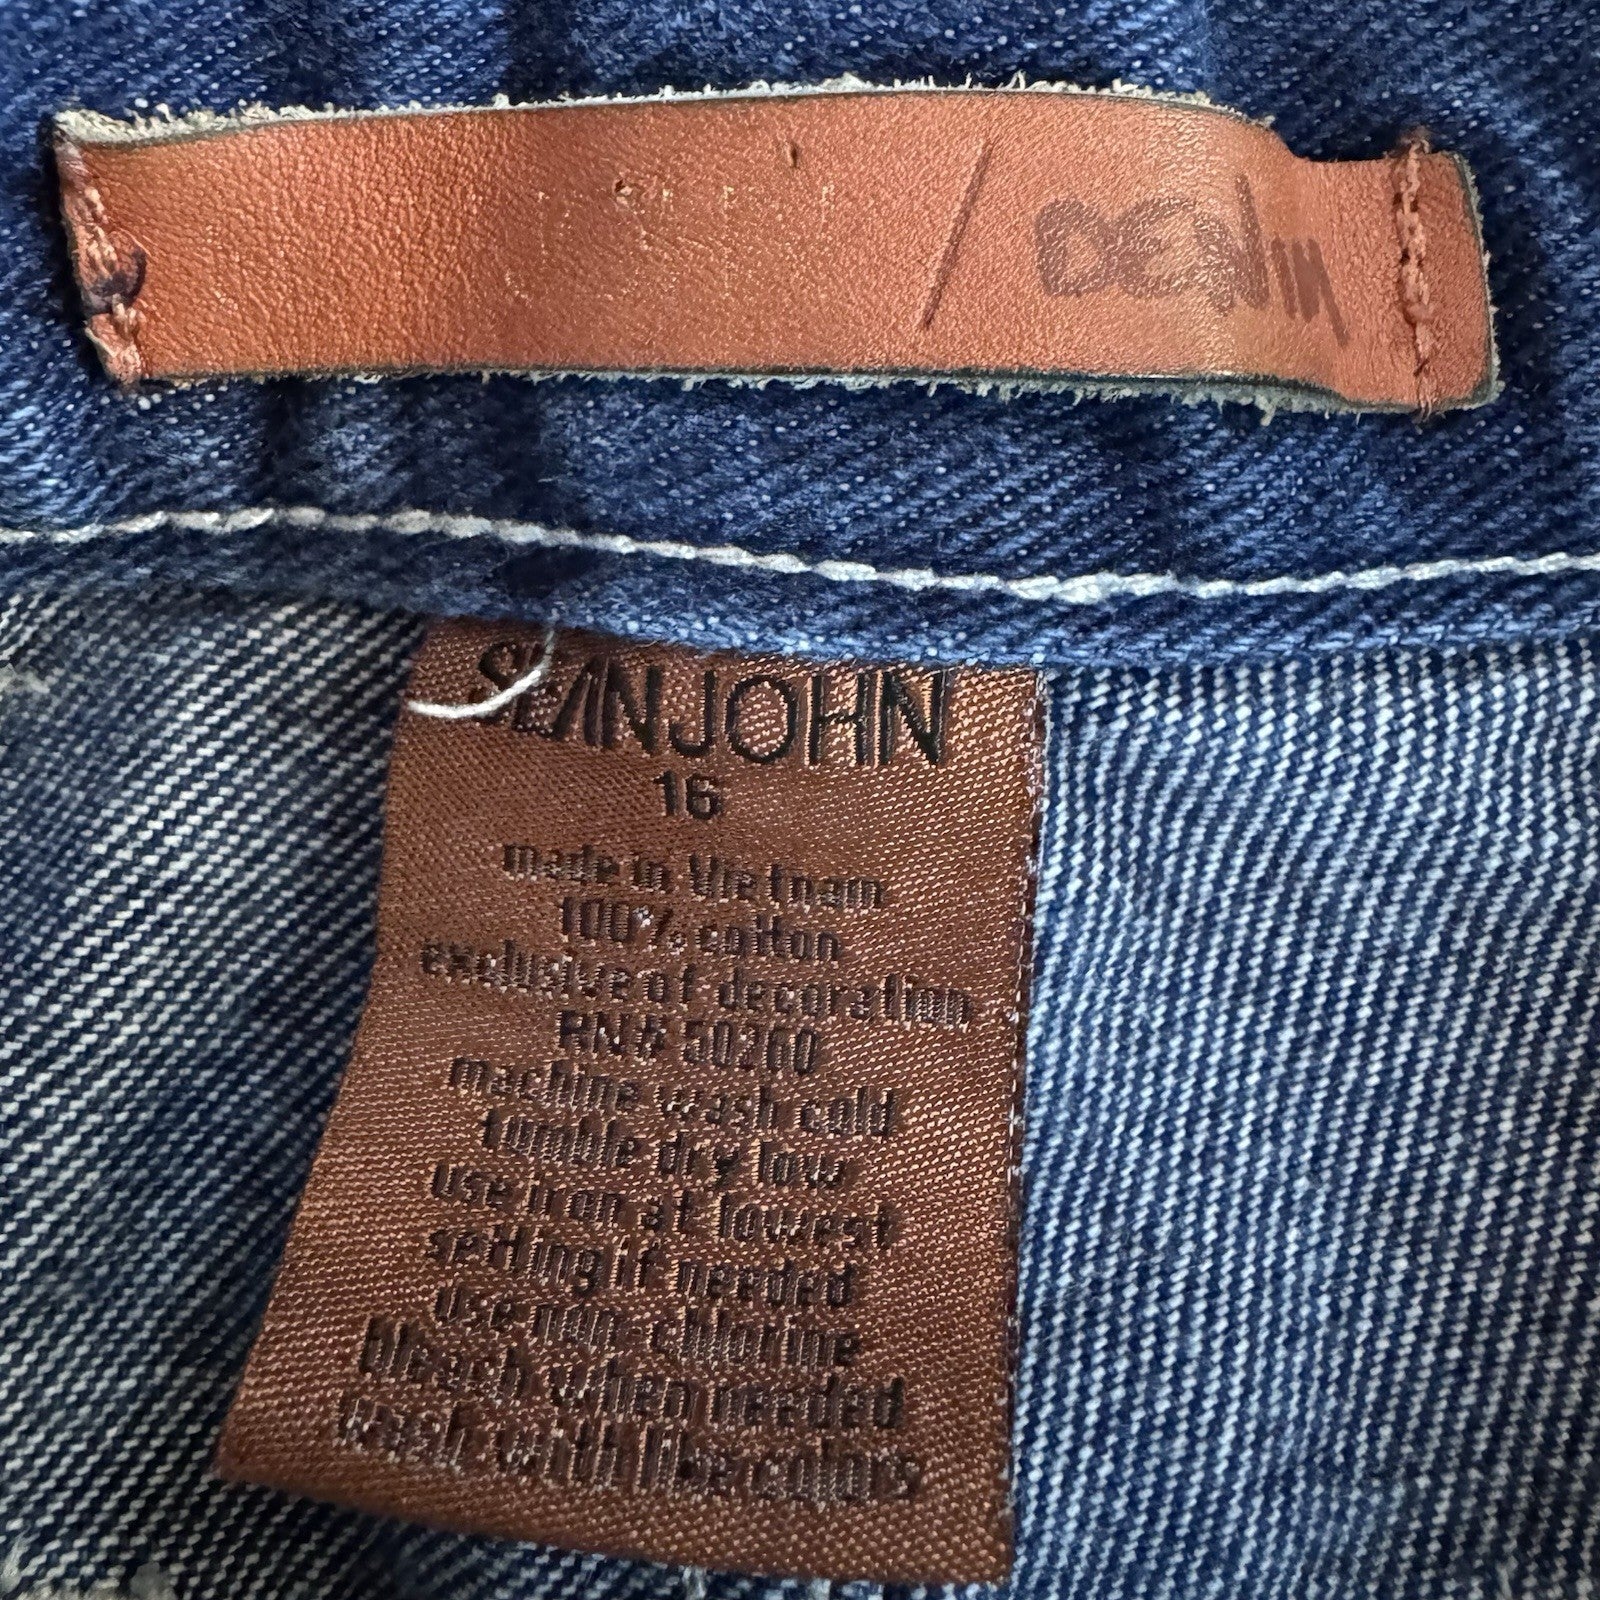 DENIM
SEANJOHN
16
made in Vietnam
100% cotton
exclusive of decoration
RN# 50260
machine wash cold
tumble dry low
use iron at lowest
setting if needed
use non-chlorine
bleach when needed
wash with like colors